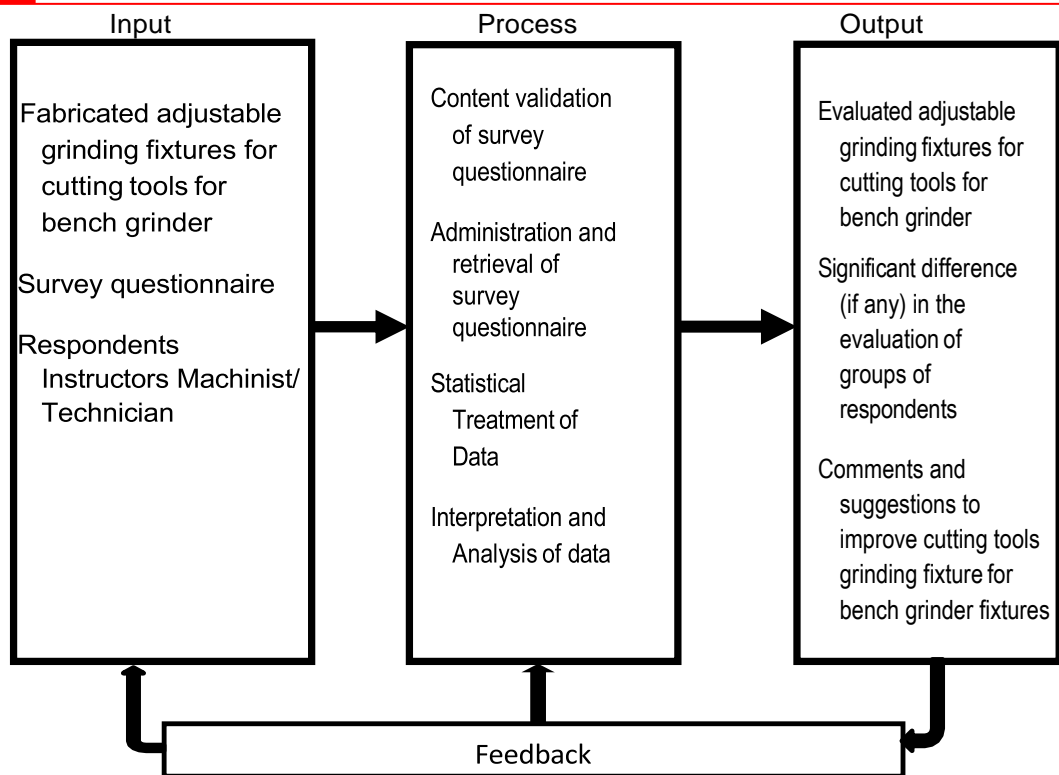 Input
Fabricated adjustable
grinding fixtures for
cutting tools for
bench grinder
Survey questionnaire
Respondents
Instructors Machinist/
Technician
Process
Content validation
of survey
questionnaire
Administration and
retrieval of
survey
questionnaire
Statistical
Treatment of
Data
Interpretation and
Analysis of data
Output
Evaluated adjustable
grinding fixtures for
cutting tools for
bench grinder
Significant difference
(if any) in the
evaluation of
groups of
respondents
Comments and
suggestions to
improve cutting tools
grinding fixture for
bench grinder fixtures
Feedback